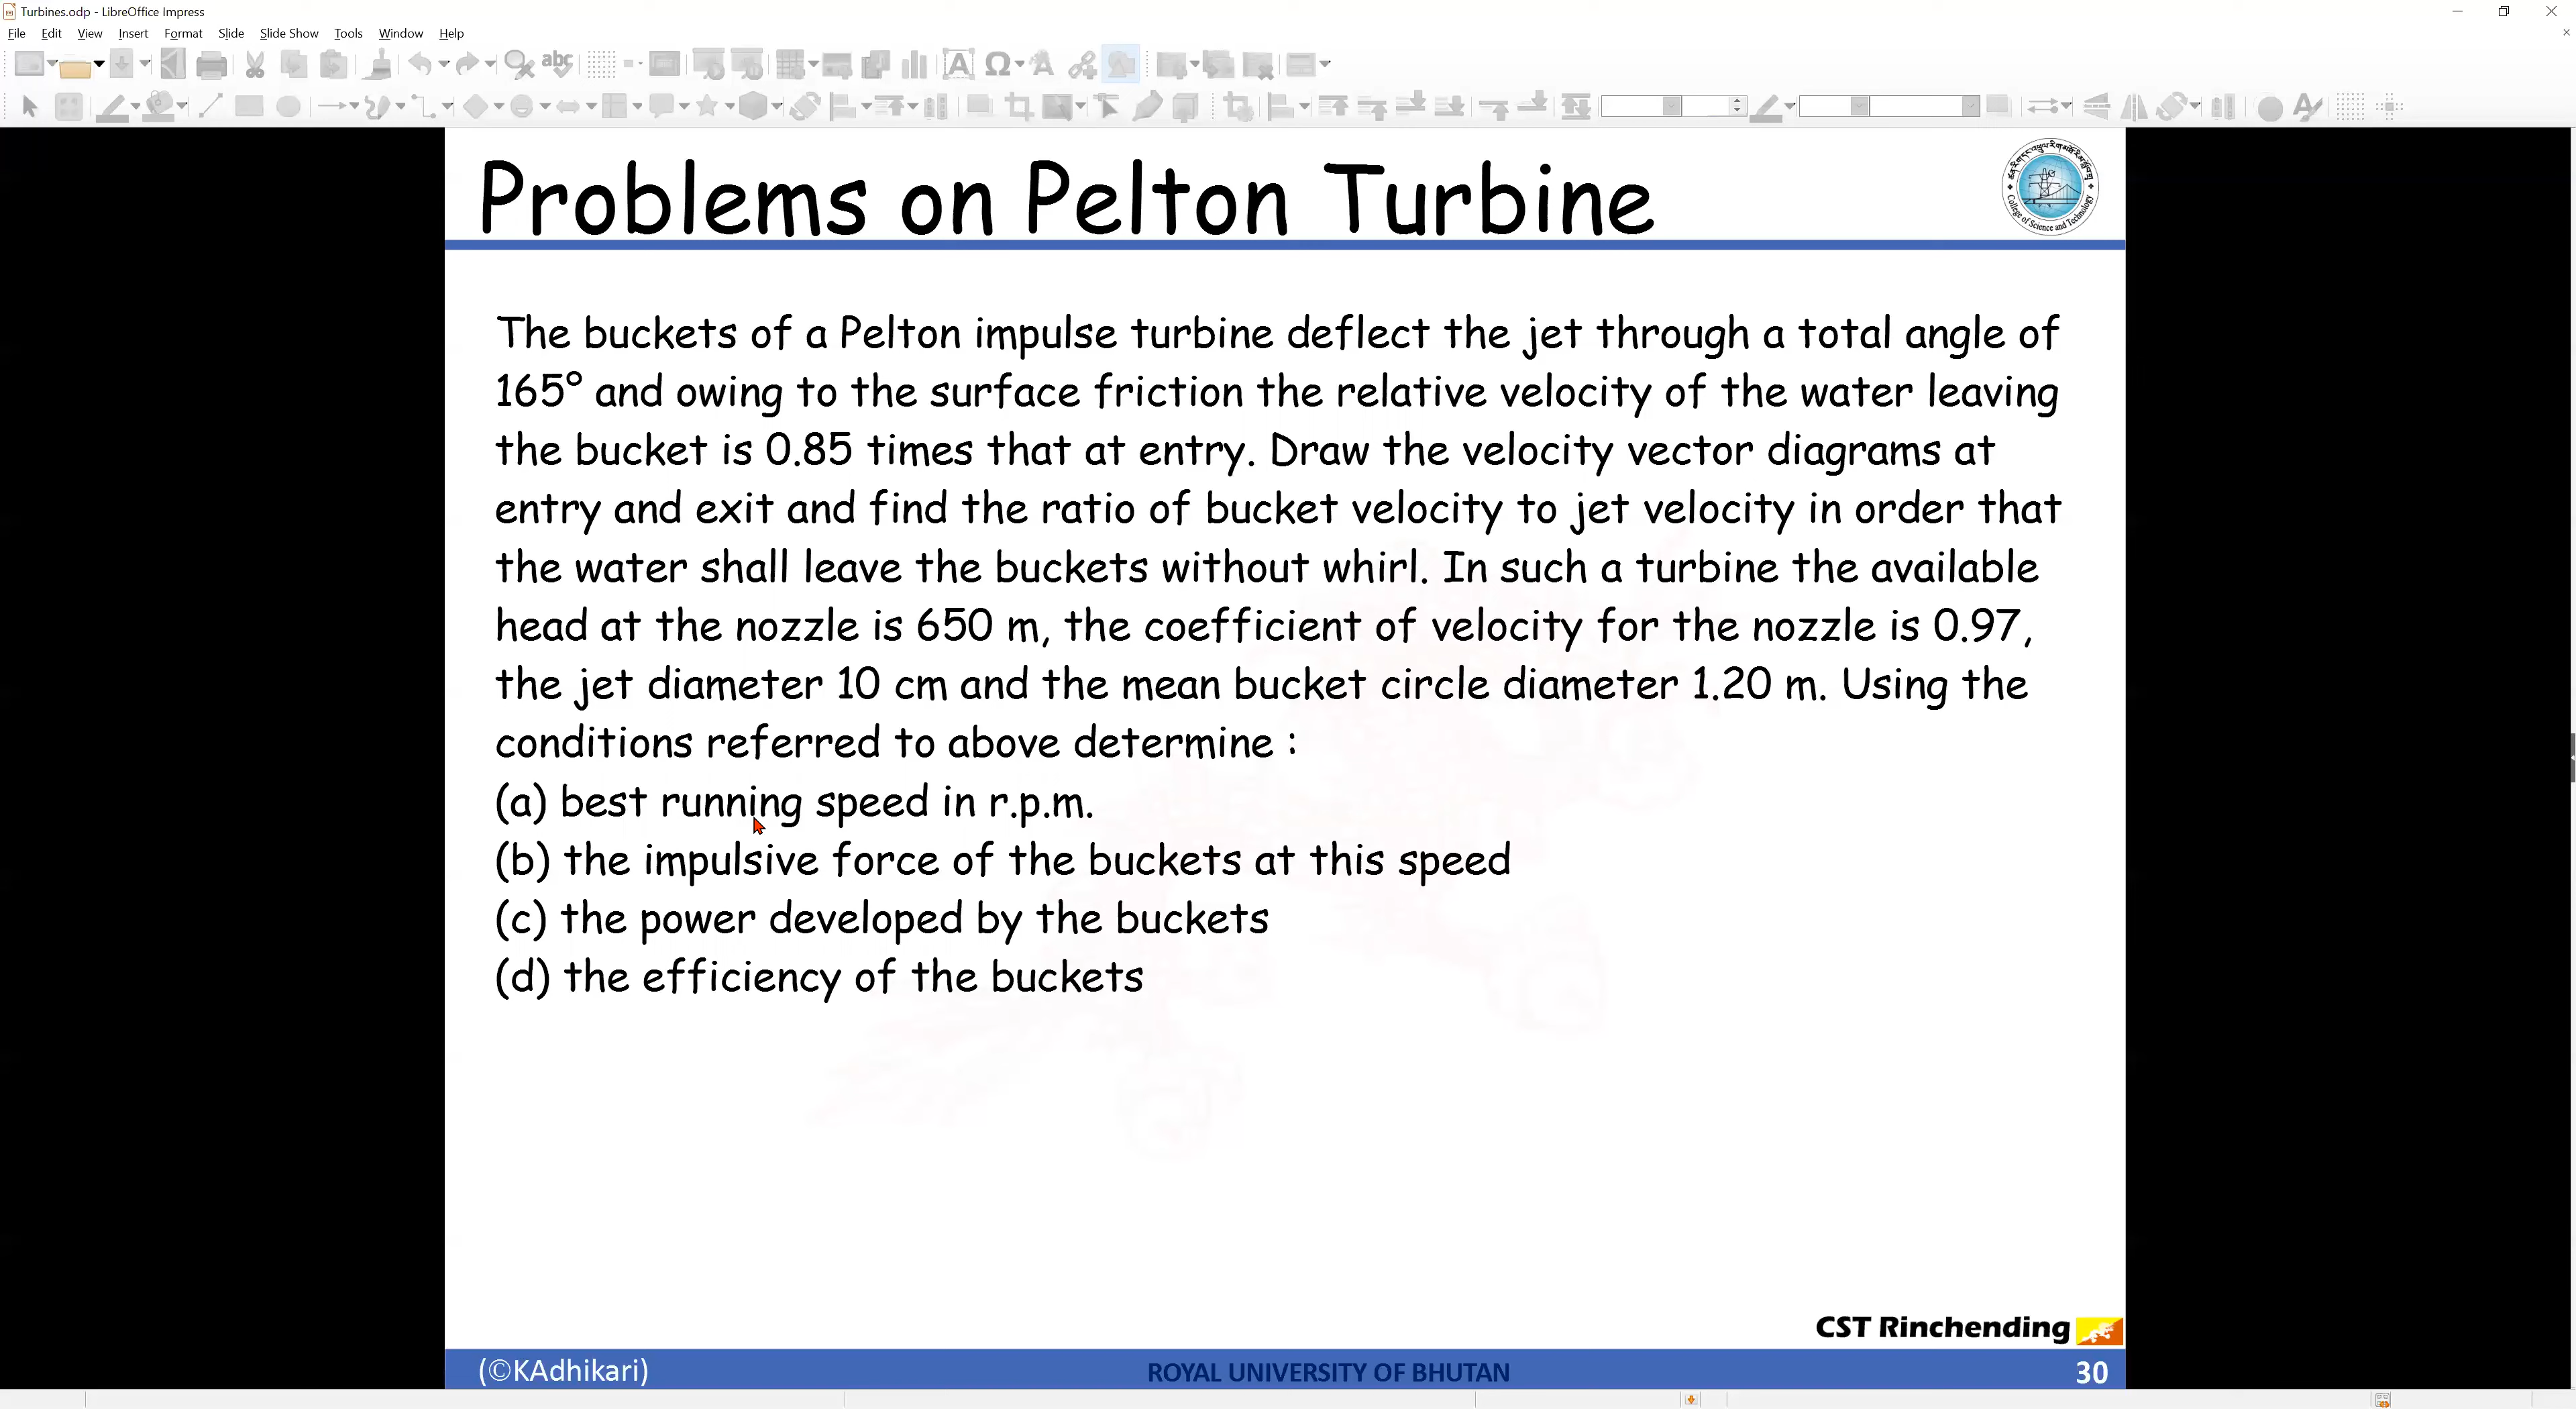 Turbines.odp - LibreOffice Impress
File Edit View Insert Format Slide Slide Show Tools Window Help
Problems on Pelton Turbine
College of Science and Technology
The buckets of a Pelton impulse turbine deflect the jet through a total angle of
165° and owing to the surface friction the relative velocity of the water leaving
the bucket is 0.85 times that at entry. Draw the velocity vector diagrams at
entry and exit and find the ratio of bucket velocity to jet velocity in order that
the water shall leave the buckets without whirl. In such a turbine the available
head at the nozzle is 650 m, the coefficient of velocity for the nozzle is 0.97,
the jet diameter 10 cm and the mean bucket circle diameter 1.20 m. Using the
conditions referred to above determine :
(a) best running speed in r.p.m.
(b) the impulsive force of the buckets at this speed
(c) the power developed by the buckets
(d) the efficiency of the buckets
CST Rinchending
(©KAdhikari) ROYAL UNIVERSITY OF BHUTAN 30